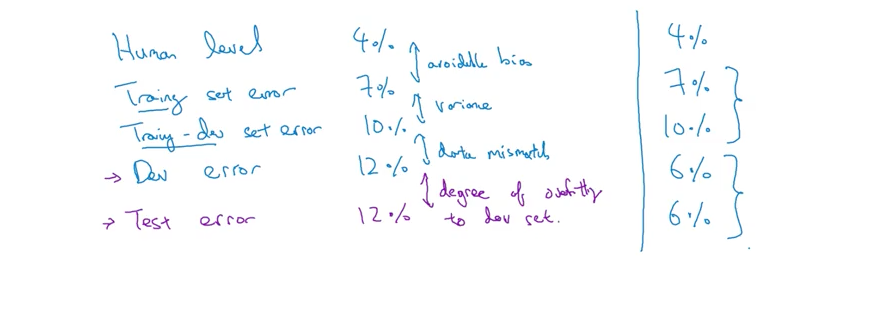 Human level 4% 4%
avoidable bias
Training set error 7% 7%
variance
Training-dev set error 10% 10%
data mismatch
→ Dev error 12% 6%
degree of overfitting
→ Test error 12% to dev set. 6%